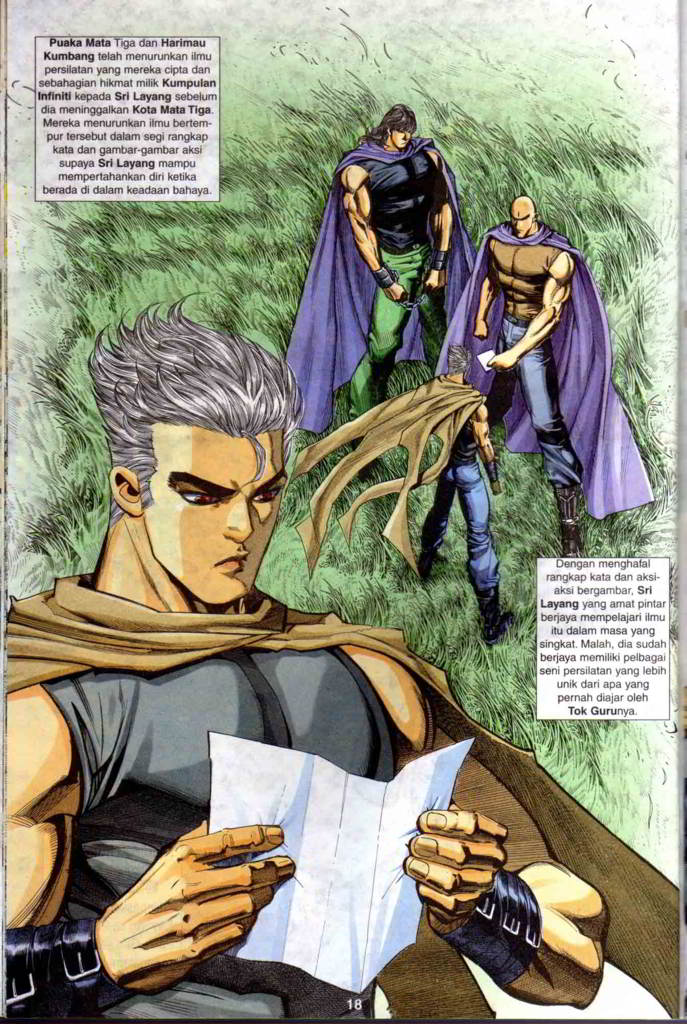 Puaka Mata Tiga dan Harimau
Kumbang telah menurunkan ilmu
persilatan yang mereka cipta dan
sebahagian hikmat milik Kumpulan
Infiniti kepada Sri Layang sebelum
dia meninggalkan Kota Mata Tiga.
Mereka menurunkan ilmu bertem-
pur tersebut dalam segi rangkap
kata dan gambar-gambar aksi
supaya Sri Layang mampu
mempertahankan diri ketika
berada di dalam keadaan bahaya.
Dengan menghafal
rangkap kata dan aksi-
aksi bergambar, Sri
Layang yang amat pintar
berjaya mempelajari ilmu
itu dalam masa yang
singkat. Malah, dia sudah
berjaya memiliki pelbagai
seni persilatan yang lebih
unik dari apa yang
pernah diajar oleh
Tok Gurunya.
18